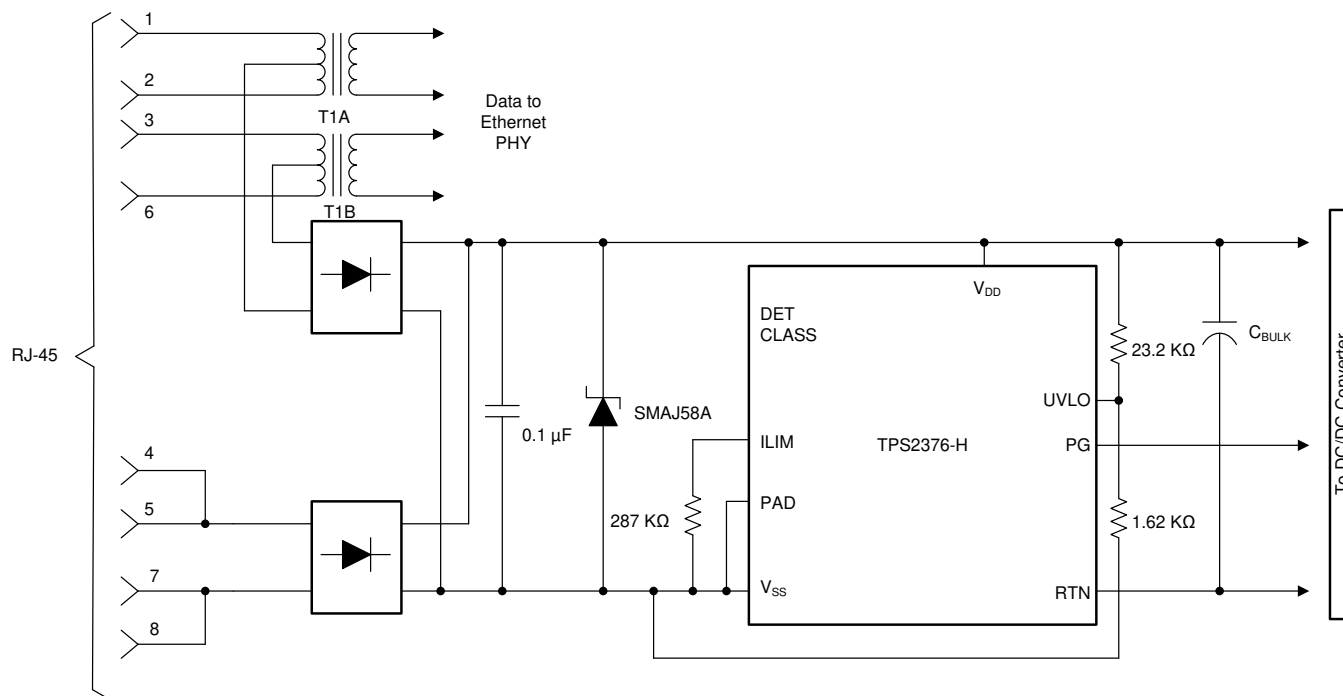 1
2
T1A
3
Data to
Ethernet
PHY
6
T1B
RJ-45
V_DD
DET
CLASS
23.2 KΩ
C_BULK
UVLO
SMAJ58A
0.1 µF
ILIM
TPS2376-H
PG
4
5
PAD
287 KΩ
1.62 KΩ
7
V_SS
RTN
8
To DC/DC Converter